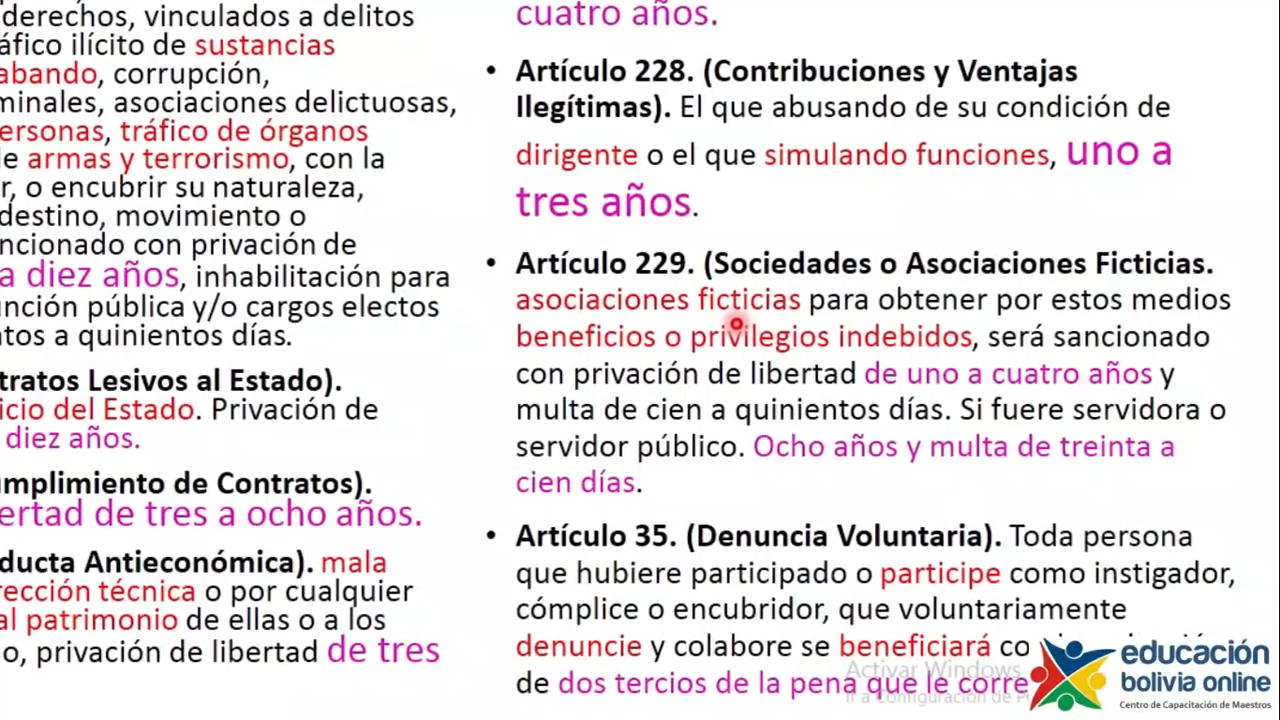 derechos, vinculados a delitos
áfico ilícito de sustancias
abando, corrupción,
minales, asociaciones delictuosas,
ersonas, tráfico de órganos
le armas y terrorismo, con la
r, o encubrir su naturaleza,
destino, movimiento o
ncionado con privación de
a diez años, inhabilitación para
unción pública y/o cargos electos
ntos a quinientos días.
tratos Lesivos al Estado).
icio del Estado. Privación de
diez años.
umplimiento de Contratos).
ertad de tres a ocho años.
ducta Antieconómica). mala
rección técnica o por cualquier
al patrimonio de ellas o a los
o, privación de libertad de tres
cuatro años.
• Artículo 228. (Contribuciones y Ventajas
Ilegítimas). El que abusando de su condición de
dirigente o el que simulando funciones, uno a
tres años.
• Artículo 229. (Sociedades o Asociaciones Ficticias.
asociaciones ficticias para obtener por estos medios
beneficios o privilegios indebidos, será sancionado
con privación de libertad de uno a cuatro años y
multa de cien a quinientos días. Si fuere servidora o
servidor público. Ocho años y multa de treinta a
cien días.
• Artículo 35. (Denuncia Voluntaria). Toda persona
que hubiere participado o participe como instigador,
cómplice o encubridor, que voluntariamente
denuncie y colabore se beneficiará co
de dos tercios de la pena que le corre
Activar Windows
Ir a Configuración de
educación
bolivia online
Centro de Capacitación de Maestros